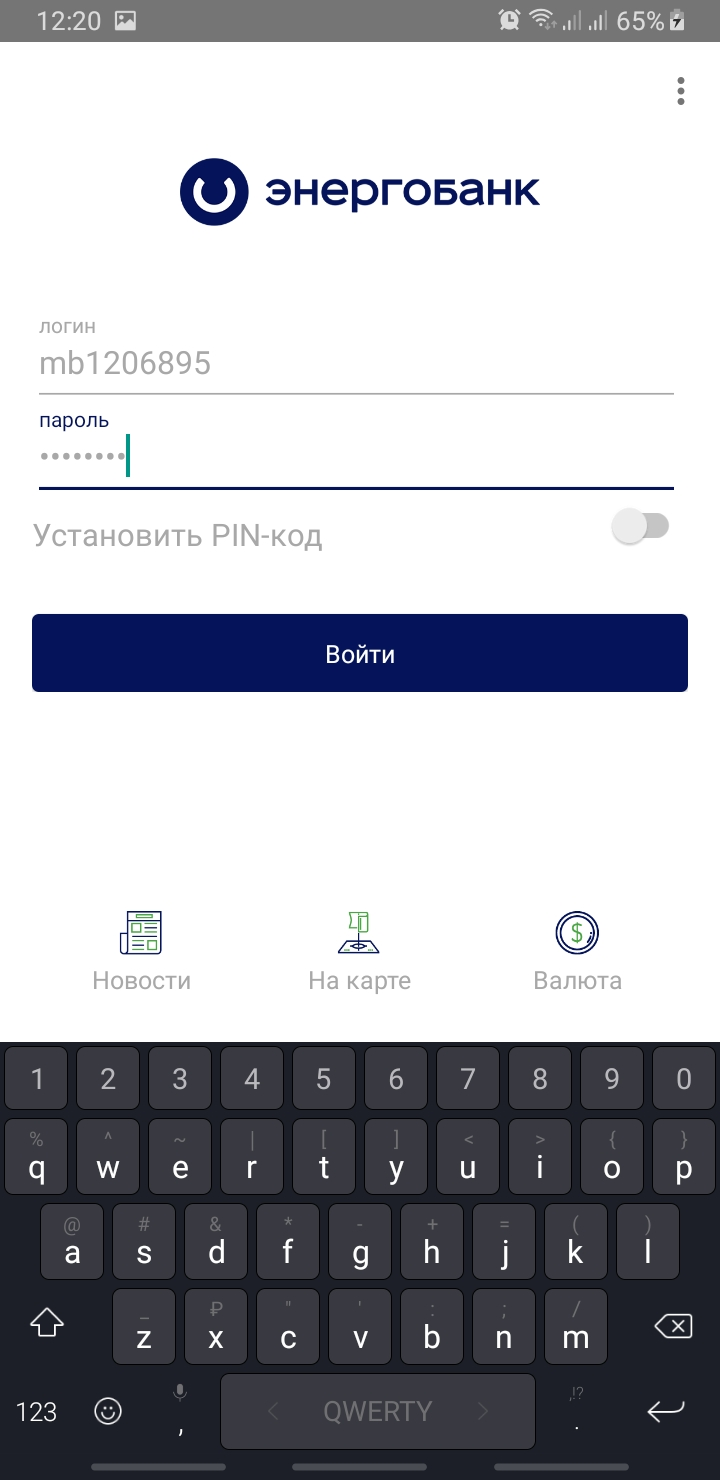 12:20 65%
энергобанк
логин
mb1206895
пароль
••••••••
Установить PIN-код
Войти
Новости На карте Валюта
1 2 3 4 5 6 7 8 9 0
% ^ ~ | [ ] < > { }
q w e r t y u i o p
@ # & * - + = ( )
a s d f g h j k l
_ ₽ " ' : ; /
z x c v b n m
,!?
123 , < QWERTY > .